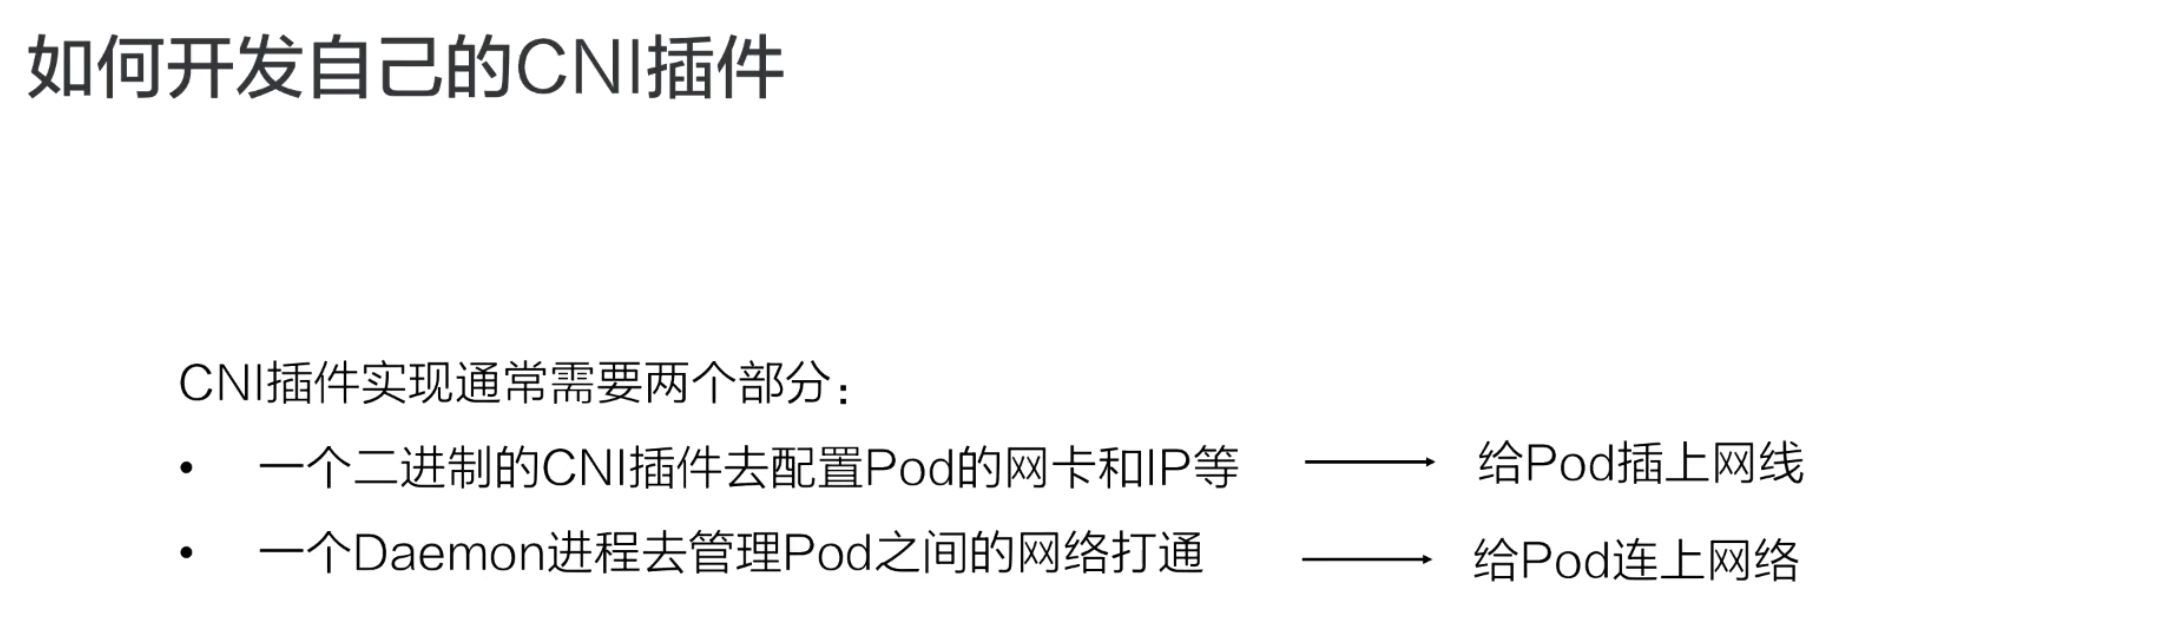 如何开发自己的CNI插件
CNI插件实现通常需要两个部分：
• 一个二进制的CNI插件去配置Pod的网卡和IP等 → 给Pod插上网线
• 一个Daemon进程去管理Pod之间的网络打通 → 给Pod连上网络